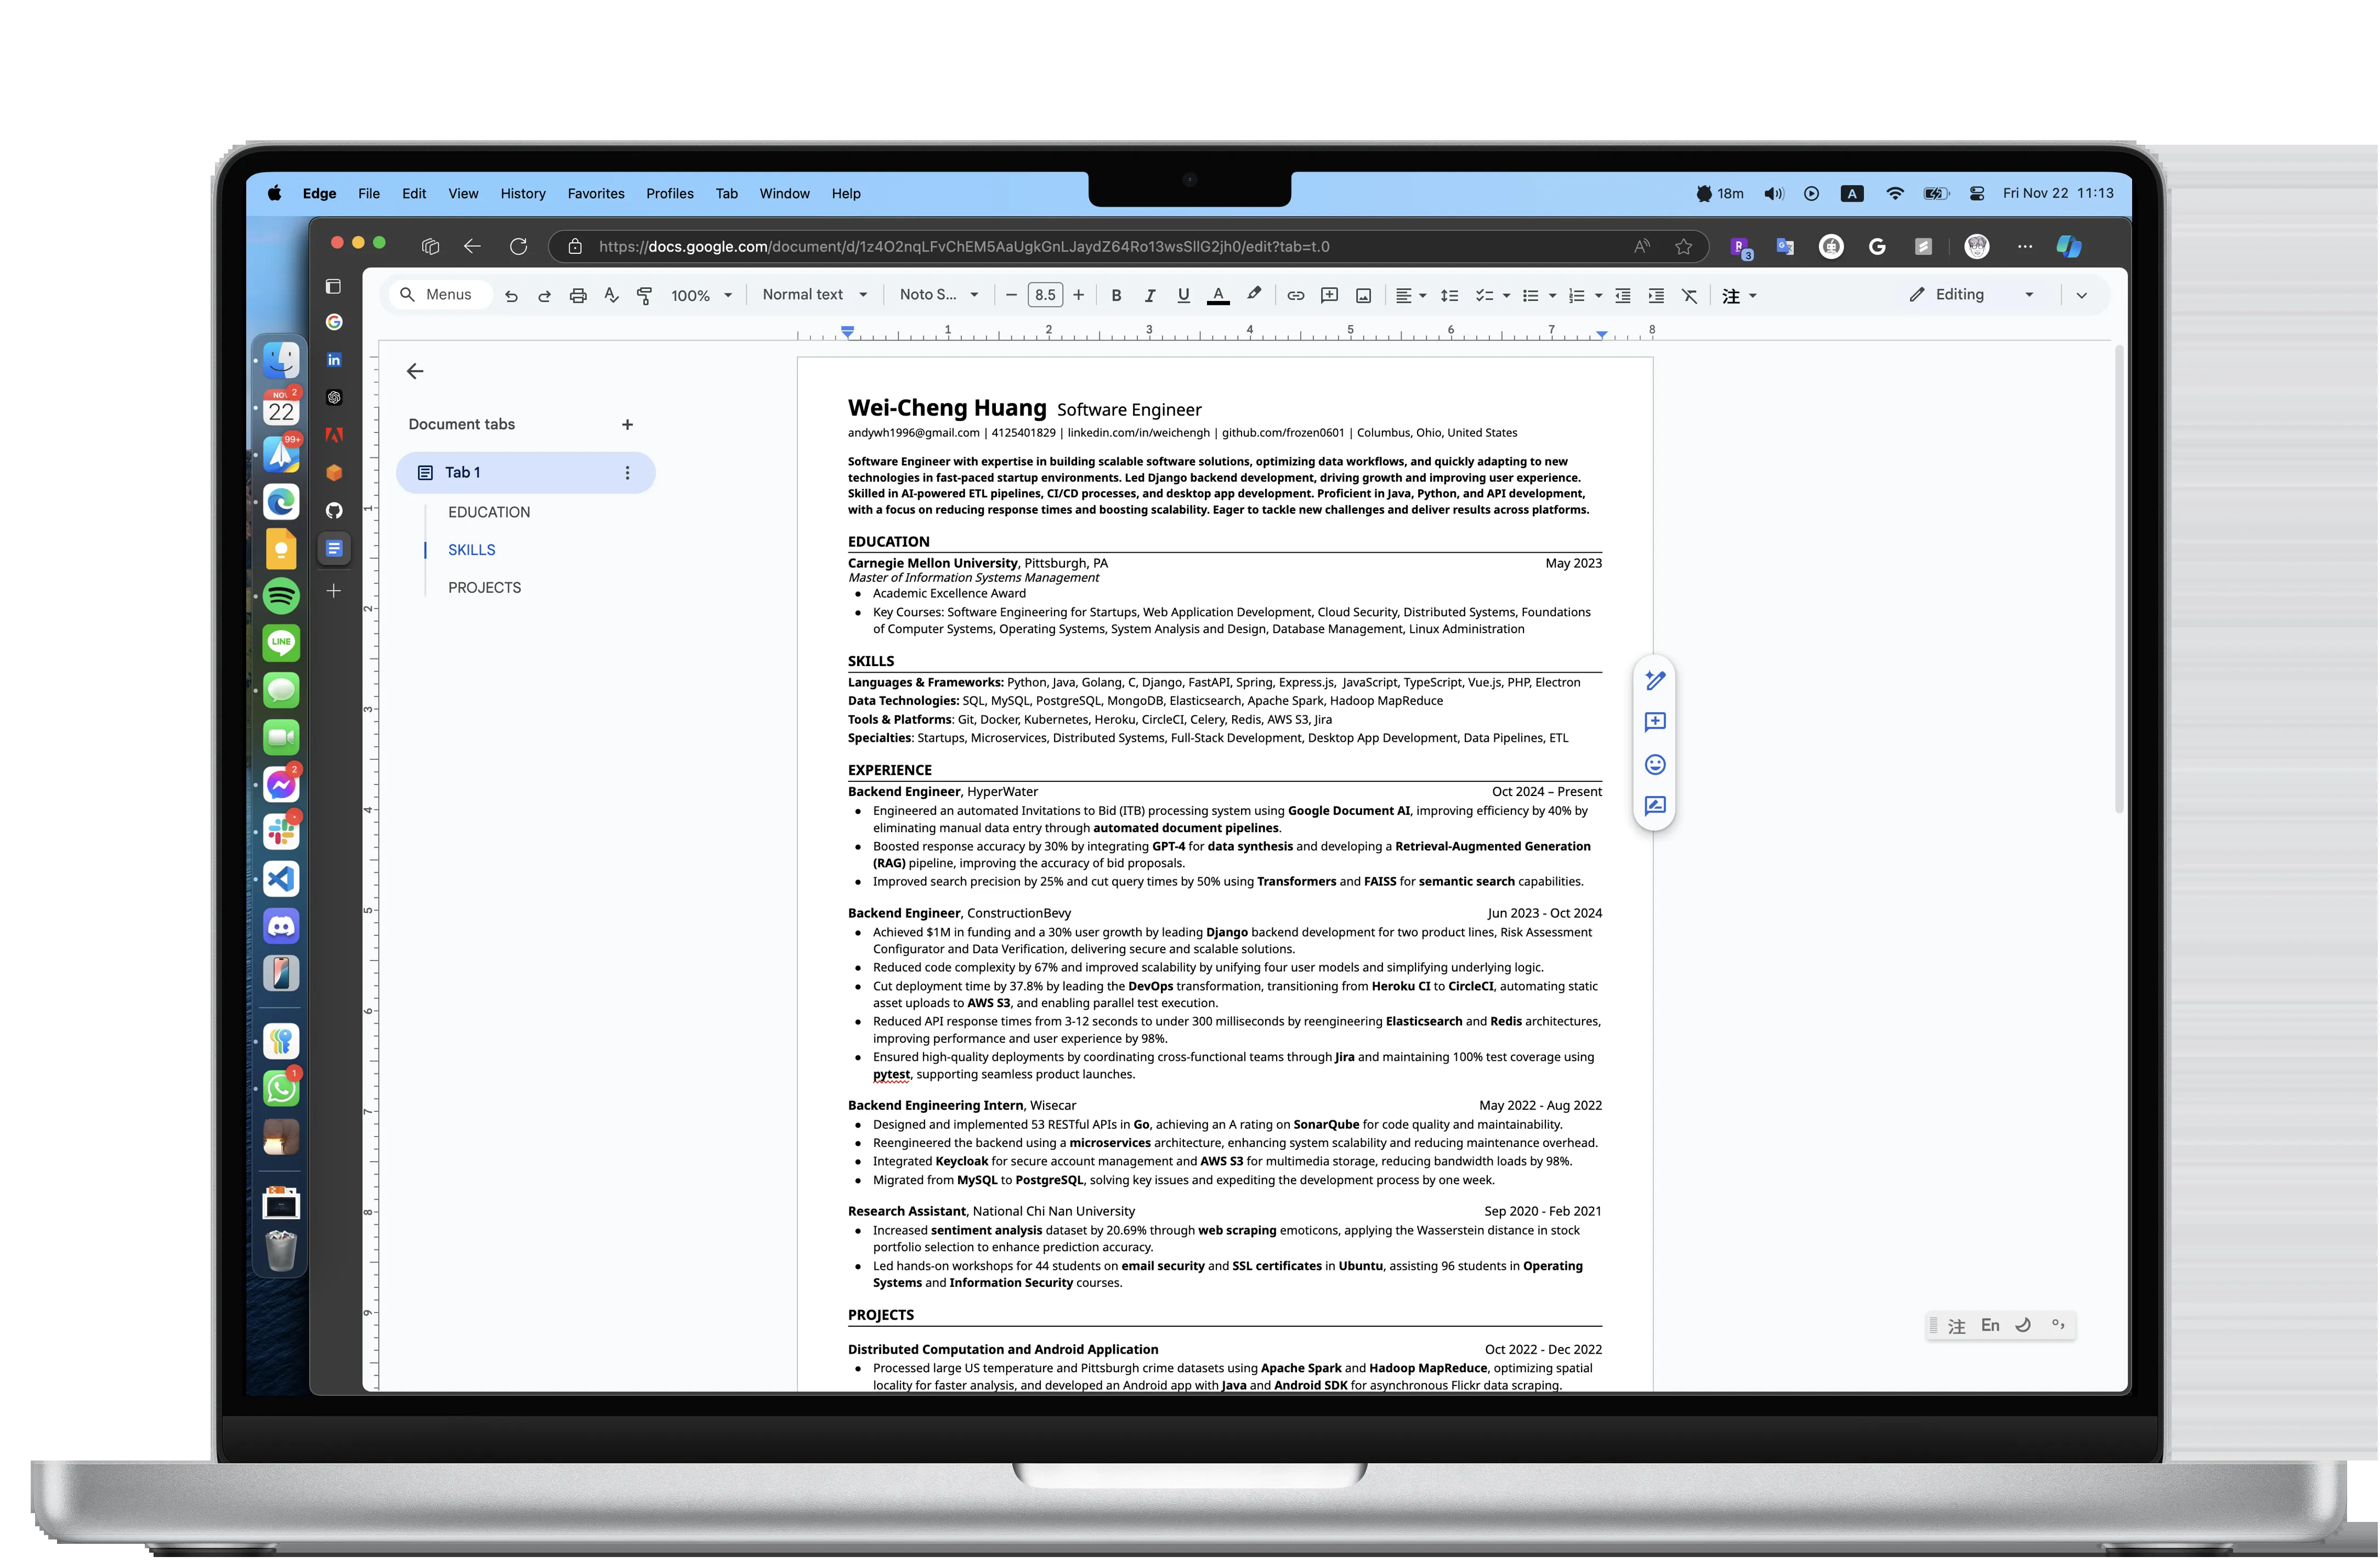 Edge File Edit View History Favorites Profiles Tab Window Help
18m A Fri Nov 22 11:13
https://docs.google.com/document/d/1z4O2nqLFvChEM5AaUgkGnLJaydZ64Ro13wsSllG2jh0/edit?tab=t.0
Menus 100% Normal text Noto S... 8.5 B I U A 注 Editing
1 2 3 4 5 6 7 8
Document tabs
Tab 1
EDUCATION
SKILLS
PROJECTS
NOV 2
22
99+
LINE
2
1
in
R 3
G
1
2
3
4
5
6
7
8
9
Wei-Cheng Huang Software Engineer
andywh1996@gmail.com | 4125401829 | linkedin.com/in/weichengh | github.com/frozen0601 | Columbus, Ohio, United States
Software Engineer with expertise in building scalable software solutions, optimizing data workflows, and quickly adapting to new
technologies in fast-paced startup environments. Led Django backend development, driving growth and improving user experience.
Skilled in AI-powered ETL pipelines, CI/CD processes, and desktop app development. Proficient in Java, Python, and API development,
with a focus on reducing response times and boosting scalability. Eager to tackle new challenges and deliver results across platforms.
EDUCATION
Carnegie Mellon University, Pittsburgh, PA May 2023
Master of Information Systems Management
● Academic Excellence Award
● Key Courses: Software Engineering for Startups, Web Application Development, Cloud Security, Distributed Systems, Foundations
of Computer Systems, Operating Systems, System Analysis and Design, Database Management, Linux Administration
SKILLS
Languages & Frameworks: Python, Java, Golang, C, Django, FastAPI, Spring, Express.js, JavaScript, TypeScript, Vue.js, PHP, Electron
Data Technologies: SQL, MySQL, PostgreSQL, MongoDB, Elasticsearch, Apache Spark, Hadoop MapReduce
Tools & Platforms: Git, Docker, Kubernetes, Heroku, CircleCI, Celery, Redis, AWS S3, Jira
Specialties: Startups, Microservices, Distributed Systems, Full-Stack Development, Desktop App Development, Data Pipelines, ETL
EXPERIENCE
Backend Engineer, HyperWater Oct 2024 – Present
● Engineered an automated Invitations to Bid (ITB) processing system using Google Document AI, improving efficiency by 40% by
eliminating manual data entry through automated document pipelines.
● Boosted response accuracy by 30% by integrating GPT-4 for data synthesis and developing a Retrieval-Augmented Generation
(RAG) pipeline, improving the accuracy of bid proposals.
● Improved search precision by 25% and cut query times by 50% using Transformers and FAISS for semantic search capabilities.
Backend Engineer, ConstructionBevy Jun 2023 - Oct 2024
● Achieved $1M in funding and a 30% user growth by leading Django backend development for two product lines, Risk Assessment
Configurator and Data Verification, delivering secure and scalable solutions.
● Reduced code complexity by 67% and improved scalability by unifying four user models and simplifying underlying logic.
● Cut deployment time by 37.8% by leading the DevOps transformation, transitioning from Heroku CI to CircleCI, automating static
asset uploads to AWS S3, and enabling parallel test execution.
● Reduced API response times from 3-12 seconds to under 300 milliseconds by reengineering Elasticsearch and Redis architectures,
improving performance and user experience by 98%.
● Ensured high-quality deployments by coordinating cross-functional teams through Jira and maintaining 100% test coverage using
pytest, supporting seamless product launches.
Backend Engineering Intern, Wisecar May 2022 - Aug 2022
● Designed and implemented 53 RESTful APIs in Go, achieving an A rating on SonarQube for code quality and maintainability.
● Reengineered the backend using a microservices architecture, enhancing system scalability and reducing maintenance overhead.
● Integrated Keycloak for secure account management and AWS S3 for multimedia storage, reducing bandwidth loads by 98%.
● Migrated from MySQL to PostgreSQL, solving key issues and expediting the development process by one week.
Research Assistant, National Chi Nan University Sep 2020 - Feb 2021
● Increased sentiment analysis dataset by 20.69% through web scraping emoticons, applying the Wasserstein distance in stock
portfolio selection to enhance prediction accuracy.
● Led hands-on workshops for 44 students on email security and SSL certificates in Ubuntu, assisting 96 students in Operating
Systems and Information Security courses.
PROJECTS
Distributed Computation and Android Application Oct 2022 - Dec 2022
● Processed large US temperature and Pittsburgh crime datasets using Apache Spark and Hadoop MapReduce, optimizing spatial
locality for faster analysis, and developed an Android app with Java and Android SDK for asynchronous Flickr data scraping.
注 En